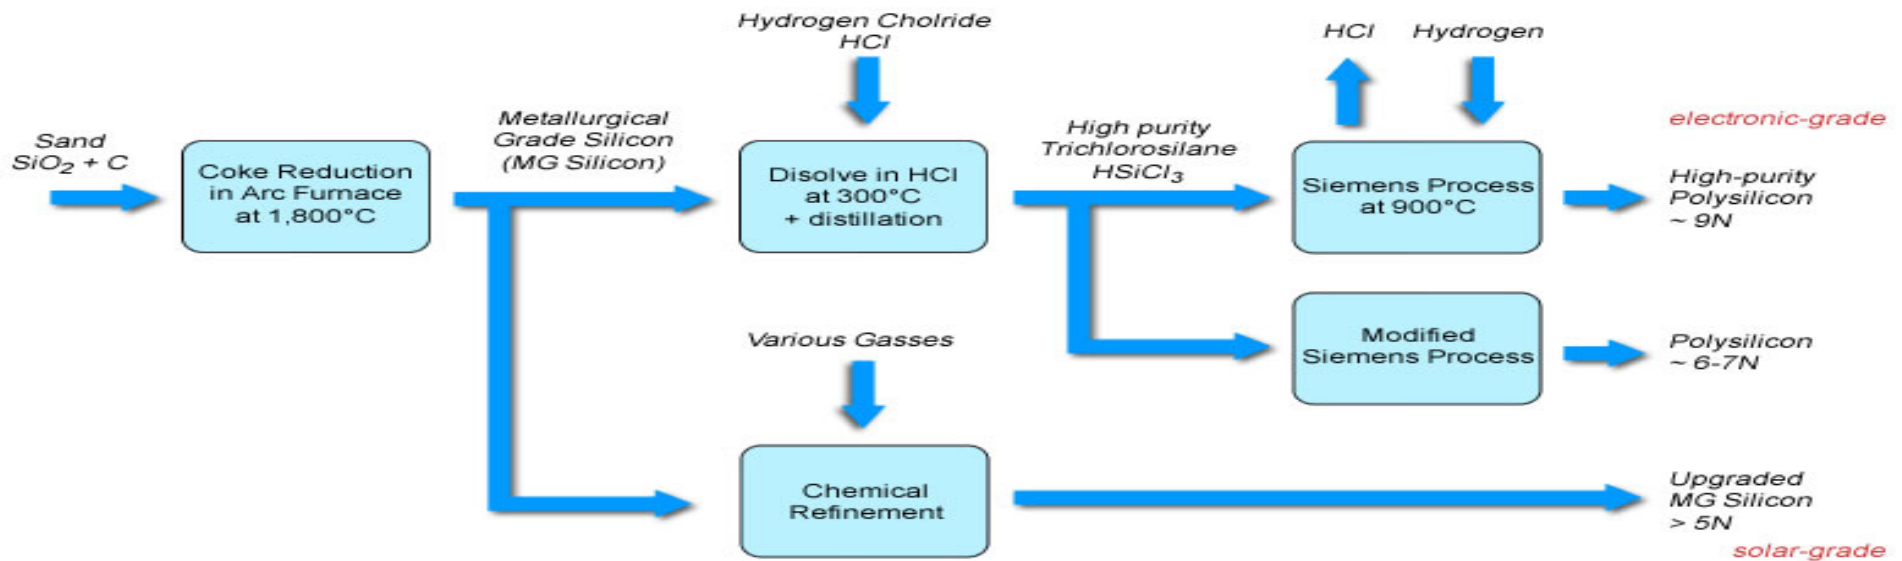 Sand
SiO2 + C
Coke Reduction
in Arc Furnace
at 1,800°C
Metallurgical
Grade Silicon
(MG Silicon)
Hydrogen Cholride
HCl
Disolve in HCl
at 300°C
+ distillation
High purity
Trichlorosilane
HSiCl3
HCl
Hydrogen
Siemens Process
at 900°C
electronic-grade
High-purity
Polysilicon
~ 9N
Modified
Siemens Process
Polysilicon
~ 6-7N
Various Gasses
Chemical
Refinement
Upgraded
MG Silicon
> 5N
solar-grade